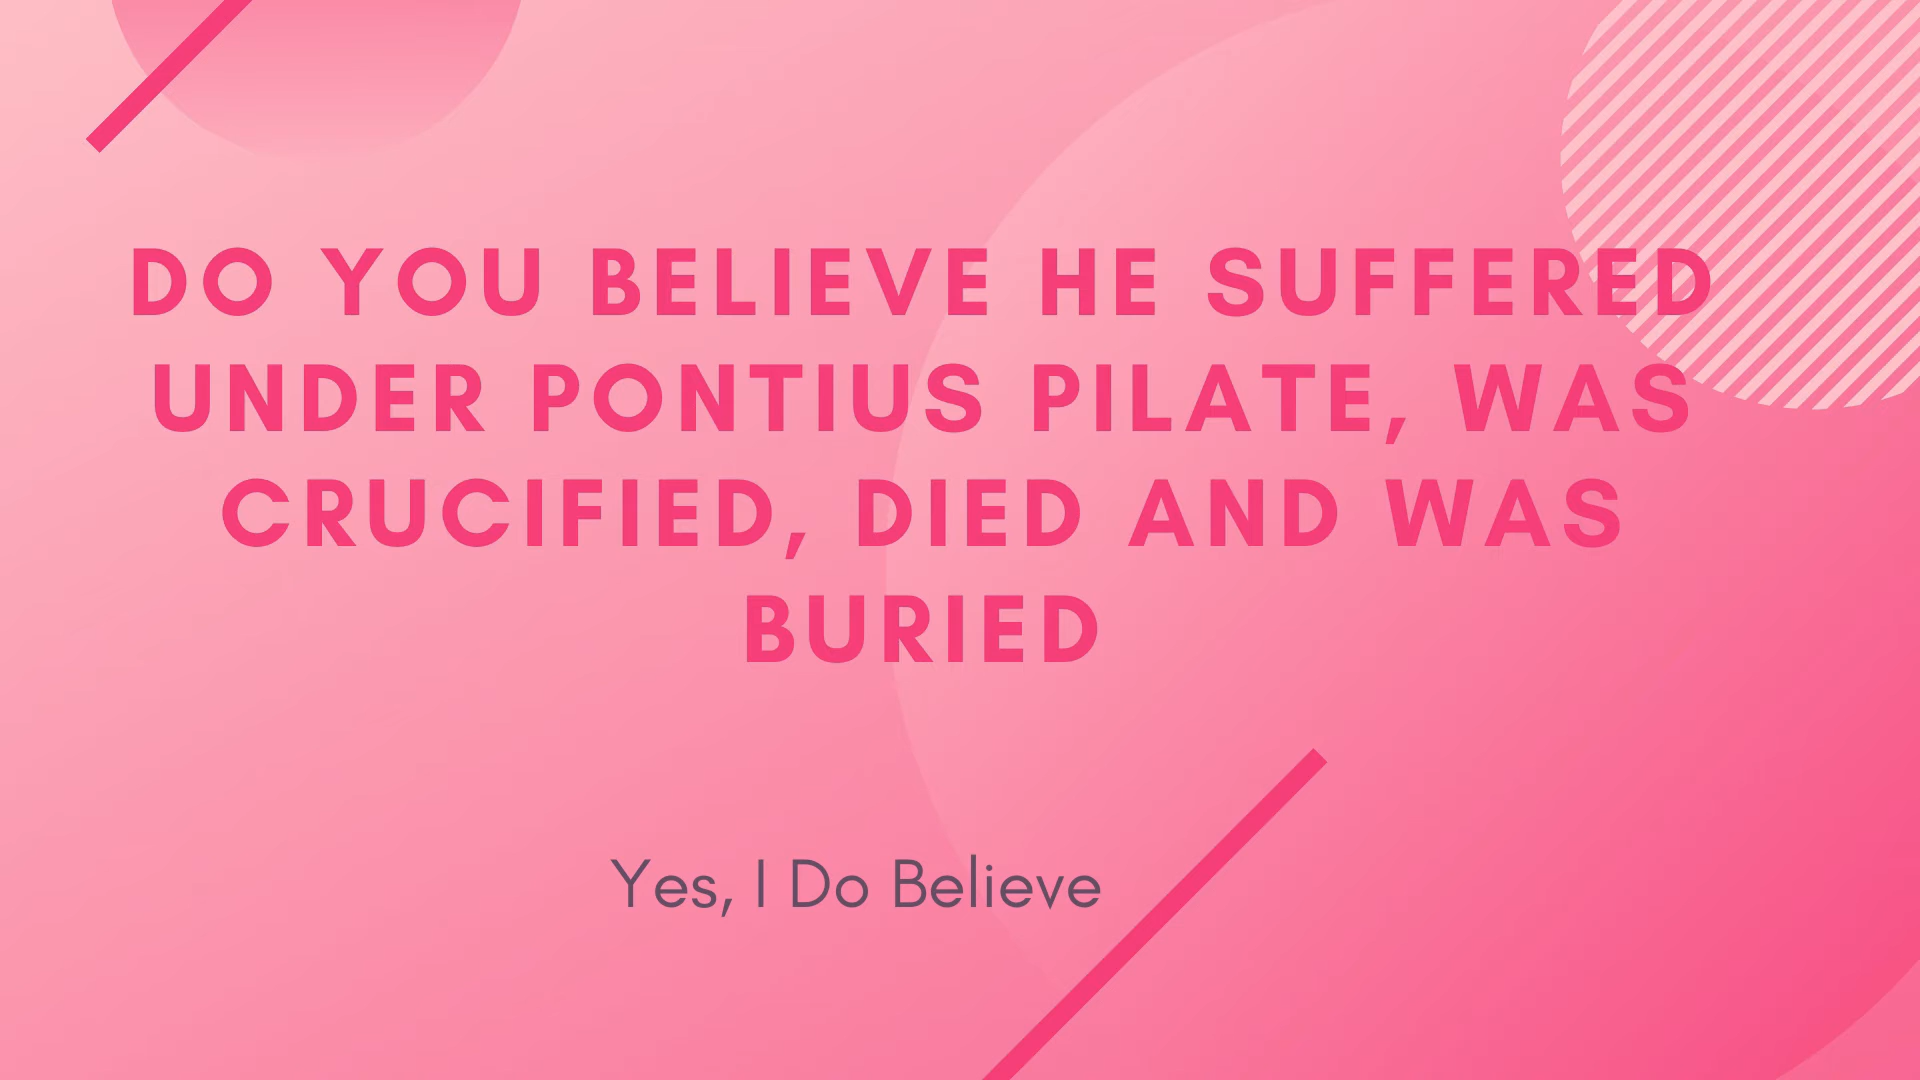 DO YOU BELIEVE HE SUFFERED
UNDER PONTIUS PILATE, WAS
CRUCIFIED, DIED AND WAS
BURIED
Yes, I Do Believe